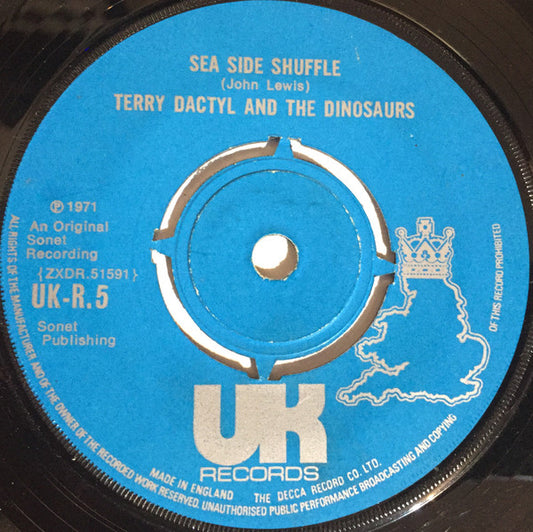 SEA SIDE SHUFFLE
(John Lewis)
TERRY DACTYL AND THE DINOSAURS
℗ 1971
An Original
Sonet
Recording
{ZXDR.51591}
UK-R.5
Sonet
Publishing
UK
RECORDS
MADE IN ENGLAND THE DECCA RECORD CO. LTD.
ALL RIGHTS OF THE MANUFACTURER AND OF THE OWNER OF THE RECORDED WORK RESERVED. UNAUTHORISED PUBLIC PERFORMANCE BROADCASTING AND COPYING OF THIS RECORD PROHIBITED